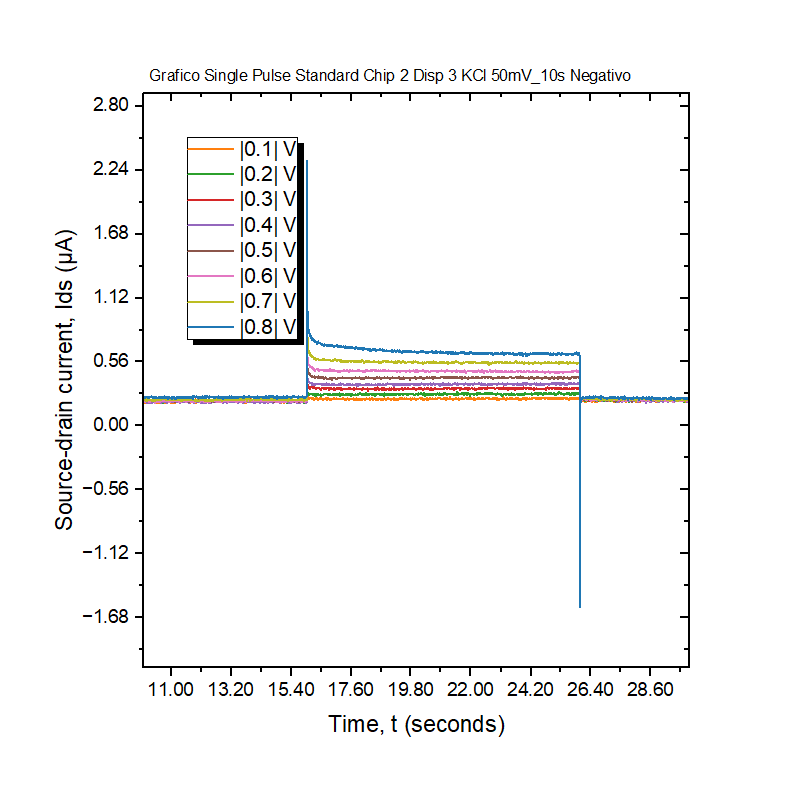 Grafico Single Pulse Standard Chip 2 Disp 3 KCl 50mV_10s Negativo
2.80
2.24
1.68
1.12
0.56
0.00
−0.56
−1.12
−1.68
Source-drain current, Ids (µA)
|0.1| V
|0.2| V
|0.3| V
|0.4| V
|0.5| V
|0.6| V
|0.7| V
|0.8| V
11.00 13.20 15.40 17.60 19.80 22.00 24.20 26.40 28.60
Time, t (seconds)